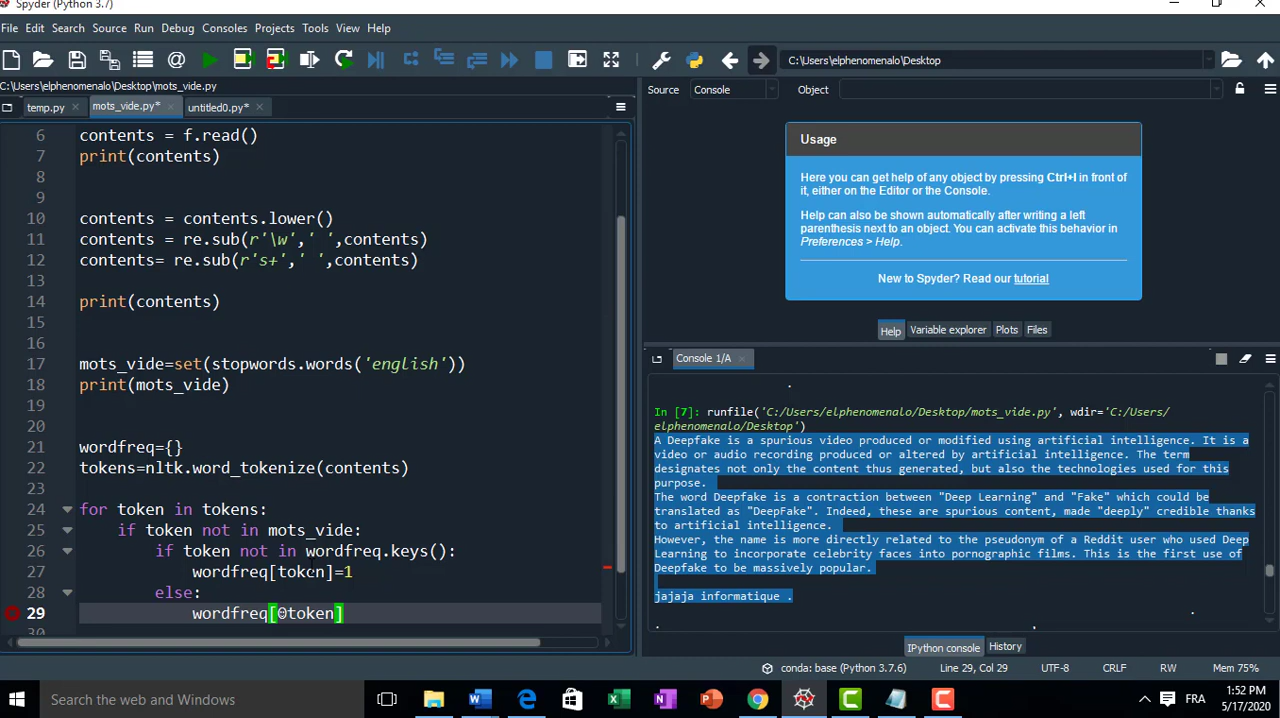 Spyder (Python 3.7)
File Edit Search Source Run Debug Consoles Projects Tools View Help
C:\Users\elphenomenalo\Desktop
C:\Users\elphenomenalo\Desktop\mots_vide.py
temp.py mots_vide.py* untitled0.py*
6 contents = f.read()
7 print(contents)
8
9
10 contents = contents.lower()
11 contents = re.sub(r'\w',' ',contents)
12 contents= re.sub(r's+',' ',contents)
13
14 print(contents)
15
16
17 mots_vide=set(stopwords.words('english'))
18 print(mots_vide)
19
20
21 wordfreq={}
22 tokens=nltk.word_tokenize(contents)
23
24 for token in tokens:
25 if token not in mots_vide:
26 if token not in wordfreq.keys():
27 wordfreq[token]=1
28 else:
29 wordfreq[0token]
30
Source Console Object
Usage
Here you can get help of any object by pressing Ctrl+I in front of
it, either on the Editor or the Console.
Help can also be shown automatically after writing a left
parenthesis next to an object. You can activate this behavior in
Preferences > Help.
New to Spyder? Read our tutorial
Help Variable explorer Plots Files
Console 1/A
.
In [7]: runfile('C:/Users/elphenomenalo/Desktop/mots_vide.py', wdir='C:/Users/
elphenomenalo/Desktop')
A Deepfake is a spurious video produced or modified using artificial intelligence. It is a
video or audio recording produced or altered by artificial intelligence. The term
designates not only the content thus generated, but also the technologies used for this
purpose.
The word Deepfake is a contraction between "Deep Learning" and "Fake" which could be
translated as "DeepFake". Indeed, these are spurious content, made "deeply" credible thanks
to artificial intelligence.
However, the name is more directly related to the pseudonym of a Reddit user who used Deep
Learning to incorporate celebrity faces into pornographic films. This is the first use of
Deepfake to be massively popular.
jajaja informatique .
.
. .
IPython console History
conda: base (Python 3.7.6) Line 29, Col 29 UTF-8 CRLF RW Mem 75%
Search the web and Windows
FRA
1:52 PM
5/17/2020